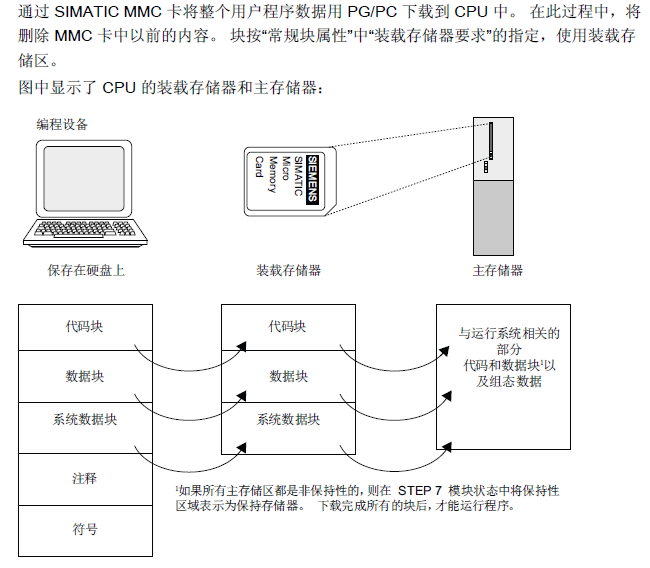 通过 SIMATIC MMC 卡将整个用户程序数据用 PG/PC 下载到 CPU 中。 在此过程中，将
删除 MMC 卡中以前的内容。 块按“常规块属性”中“装载存储器要求”的指定，使用装载存
储区。
图中显示了 CPU 的装载存储器和主存储器：
编程设备
SIEMENS
SIMATIC
Micro
Memory
Card
保存在硬盘上
装载存储器
主存储器
代码块
数据块
系统数据块
注释
符号
代码块
数据块
系统数据块
与运行系统相关的
部分
代码和数据块¹以
及组态数据
¹如果所有主存储区都是非保持性的，则在 STEP 7 模块状态中将保持性
区域表示为保持存储器。 下载完成所有的块后，才能运行程序。